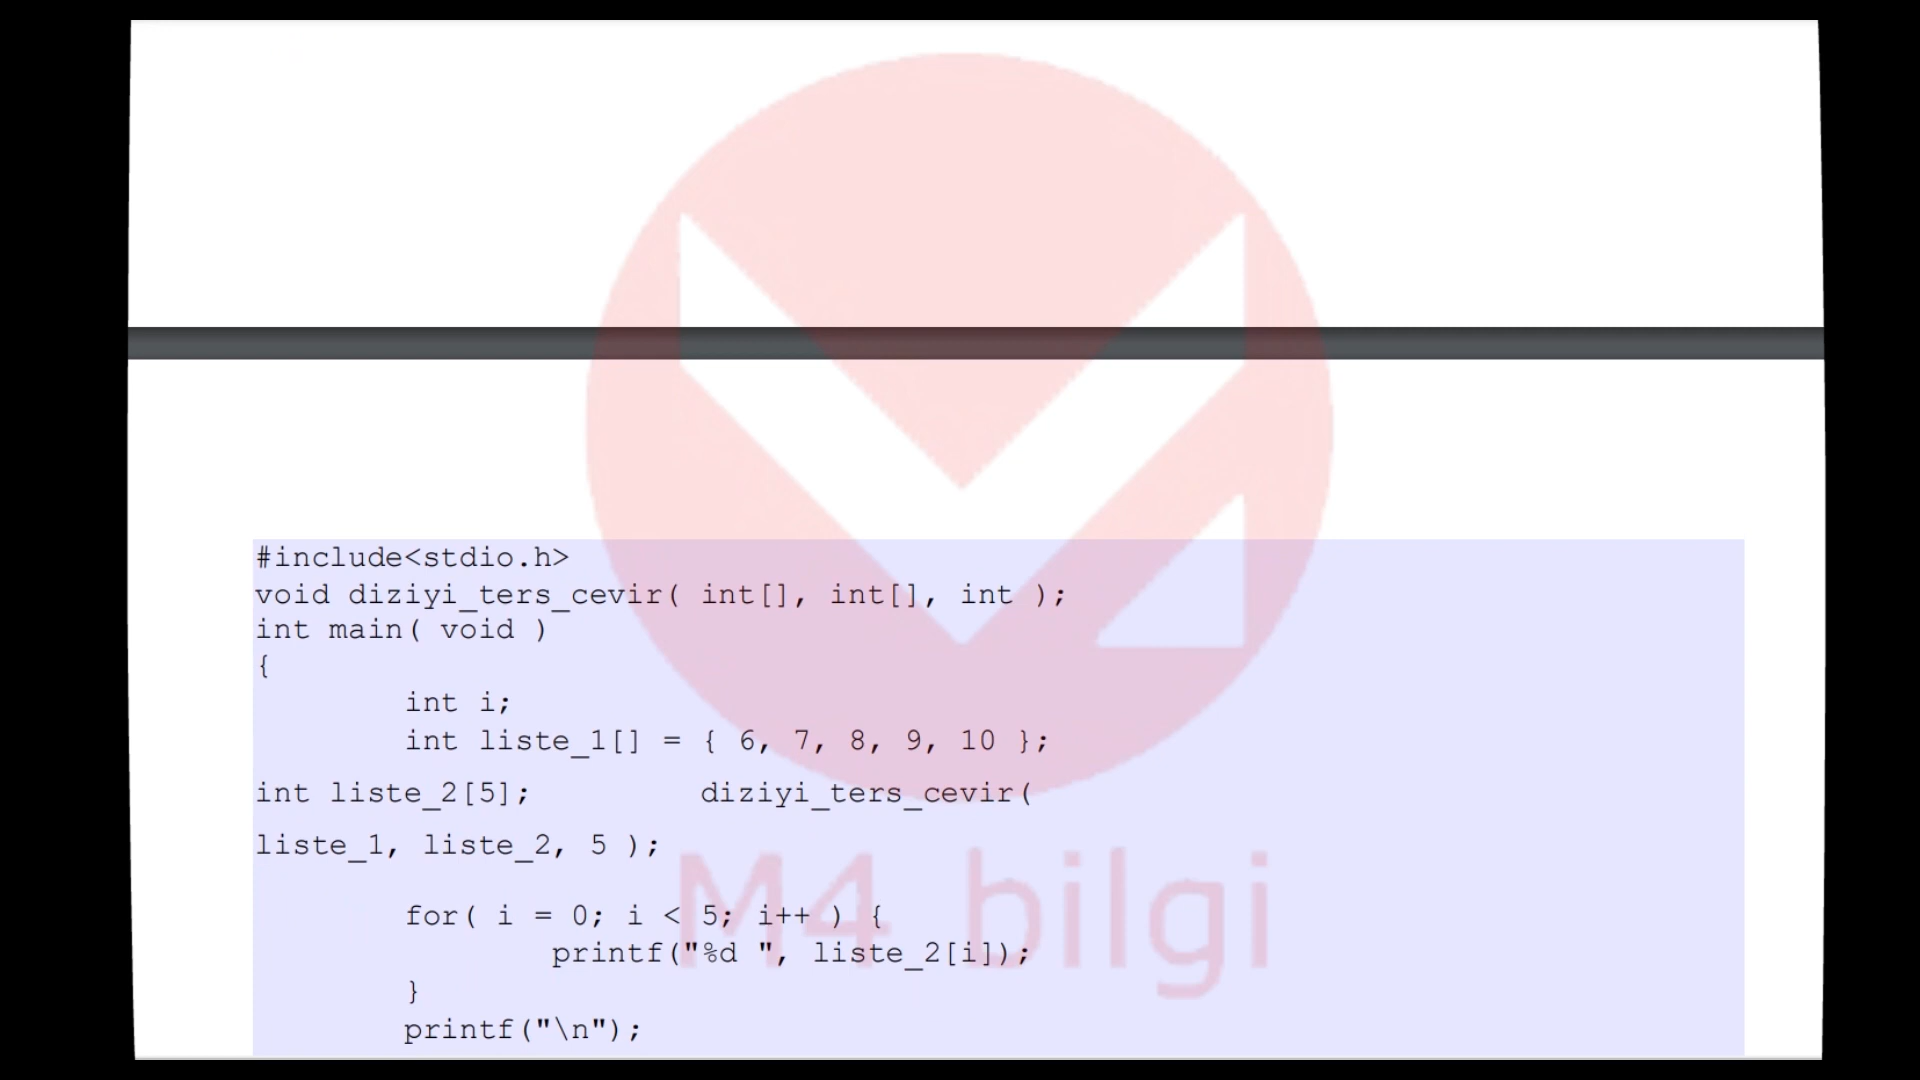 #include<stdio.h>
void diziyi_ters_cevir( int[], int[], int );
int main( void )
{
int i;
int liste_1[] = { 6, 7, 8, 9, 10 };
int liste_2[5]; diziyi_ters_cevir(
liste_1, liste_2, 5 );
for( i = 0; i < 5; i++ ) {
printf("%d ", liste_2[i]);
}
printf("\n");
M4 bilgi